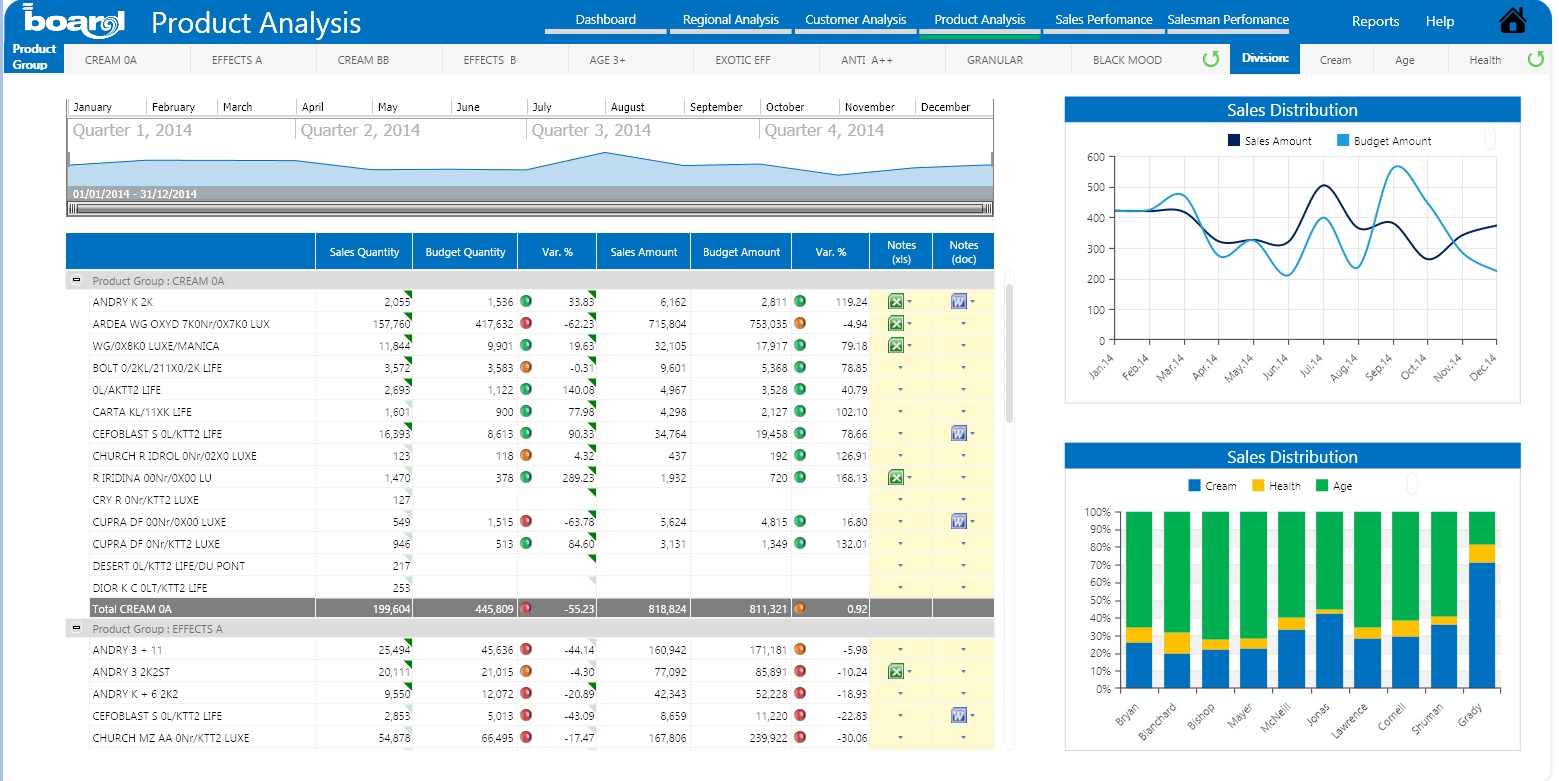 board Product Analysis Dashboard Regional Analysis Customer Analysis Product Analysis Sales Perfomance Salesman Perfomance Reports Help
Product Group CREAM 0A EFFECTS A CREAM BB EFFECTS B AGE 3+ EXOTIC EFF ANTI A++ GRANULAR BLACK MOOD Division: Cream Age Health
January February March April May June July August September October November December
Quarter 1, 2014 Quarter 2, 2014 Quarter 3, 2014 Quarter 4, 2014
01/01/2014 - 31/12/2014
Sales Quantity Budget Quantity Var. % Sales Amount Budget Amount Var. % Notes (xls) Notes (doc)
Product Group : CREAM 0A
ANDRY K 2K 2,055 1,536 33.83 6,162 2,811 119.24
ARDEA WG OXYD 7K0Nr/0X7K0 LUX 157,760 417,632 -62.23 715,804 753,035 -4.94
WG/0X8K0 LUXE/MANICA 11,844 9,901 19.63 32,105 17,917 79.18
BOLT 0/2KL/211X0/2K LIFE 3,572 3,583 -0.31 9,601 5,368 78.85
0L/AKTT2 LIFE 2,693 1,122 140.08 4,967 3,528 40.79
CARTA KL/11XK LIFE 1,601 900 77.98 4,298 2,127 102.10
CEFOBLAST S 0L/KTT2 LIFE 16,393 8,613 90.33 34,764 19,458 78.66
CHURCH R IDROL 0Nr/02X0 LUXE 123 118 4.32 437 192 126.91
R IRIDINA 00Nr/0X00 LU 1,470 378 289.23 1,932 720 168.13
CRY R 0Nr/KTT2 LUXE 127
CUPRA DF 00Nr/0X00 LUXE 549 1,515 -63.78 5,624 4,815 16.80
CUPRA DF 0Nr/KTT2 LUXE 946 513 84.60 3,131 1,349 132.01
DESERT 0L/KTT2 LIFE/DU PONT 217
DIOR K C 0LT/KTT2 LIFE 253
Total CREAM 0A 199,604 445,809 -55.23 818,824 811,321 0.92
Product Group : EFFECTS A
ANDRY 3 + 11 25,494 45,636 -44.14 160,942 171,181 -5.98
ANDRY 3 2K2ST 20,111 21,015 -4.30 77,092 85,891 -10.24
ANDRY K + 6 2K2 9,550 12,072 -20.89 42,343 52,228 -18.93
CEFOBLAST S 0L/KTT2 LIFE 2,853 5,013 -43.09 8,659 11,220 -22.83
CHURCH MZ AA 0Nr/KTT2 LUXE 54,878 66,495 -17.47 167,806 239,922 -30.06
Sales Distribution
Sales Amount Budget Amount
600
500
400
300
200
100
0
Jan.14 Feb.14 Mar.14 Apr.14 May.14 Jun.14 Jul.14 Aug.14 Sep.14 Oct.14 Nov.14 Dec.14
Sales Distribution
Cream Health Age
100%
90%
80%
70%
60%
50%
40%
30%
20%
10%
0%
Bryan Blanchard Bishop Mayer McNeill Jonas Lawrence Cornell Shuman Grady